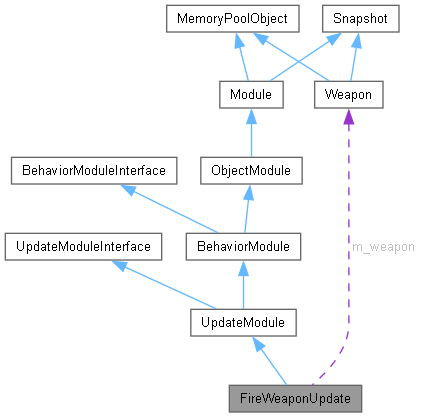 MemoryPoolObject
Snapshot
Module
Weapon
BehaviorModuleInterface
ObjectModule
UpdateModuleInterface
BehaviorModule
m_weapon
UpdateModule
FireWeaponUpdate